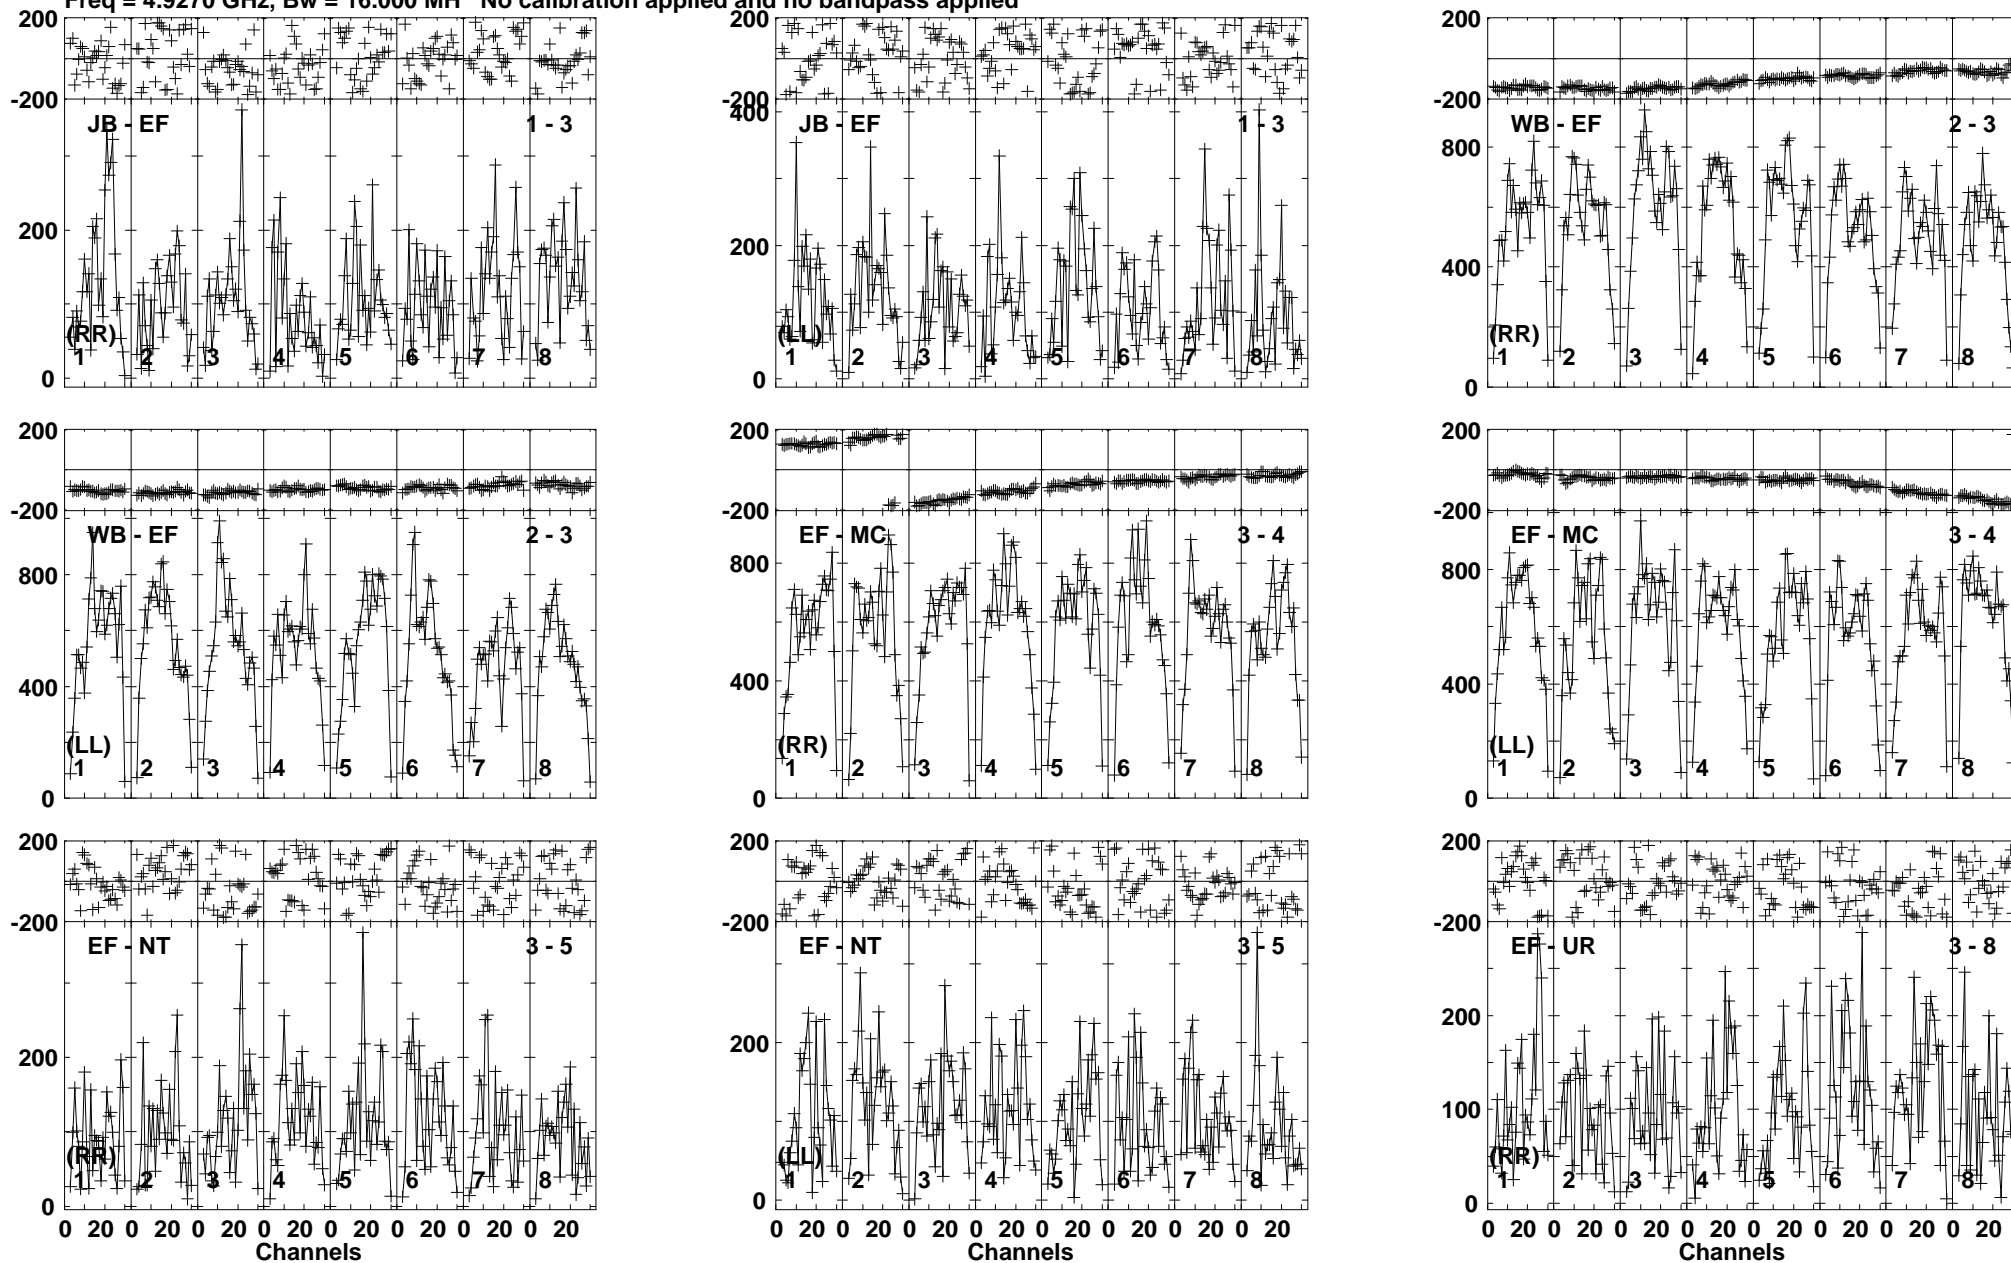 Freq = 4.9270 GHz, Bw = 16.000 MH No calibration applied and no bandpass applied
200 200 200
-200 -200 -200
JB - EF 1 - 3 400 JB - EF 1 - 3 WB - EF 2 - 3
800
200 200 400
(RR) (LL) (RR)
1 2 3 4 5 6 7 8 1 2 3 4 5 6 7 8 1 2 3 4 5 6 7 8
0 0 0
200 200 200
-200 -200 -200
WB - EF 2 - 3 EF - MC 3 - 4 EF - MC 3 - 4
800 800 800
400 400 400
(LL) (RR) (LL)
1 2 3 4 5 6 7 8 1 2 3 4 5 6 7 8 1 2 3 4 5 6 7 8
0 0 0
200 200 200
-200 -200 -200
EF - NT 3 - 5 EF - NT 3 - 5 300 EF - UR 3 - 8
200 200 200
100
(RR) (LL) (RR)
1 2 3 4 5 6 7 8 1 2 3 4 5 6 7 8 1 2 3 4 5 6 7 8
0 0 0
0 20 0 20 0 20 0 20 0 20 0 20 0 20 0 20 0 20 0 20 0 20 0 20 0 20 0 20 0 20 0 20 0 20 0 20 0 20 0 20 0 20 0 20 0 20 0 20
Channels Channels Channels